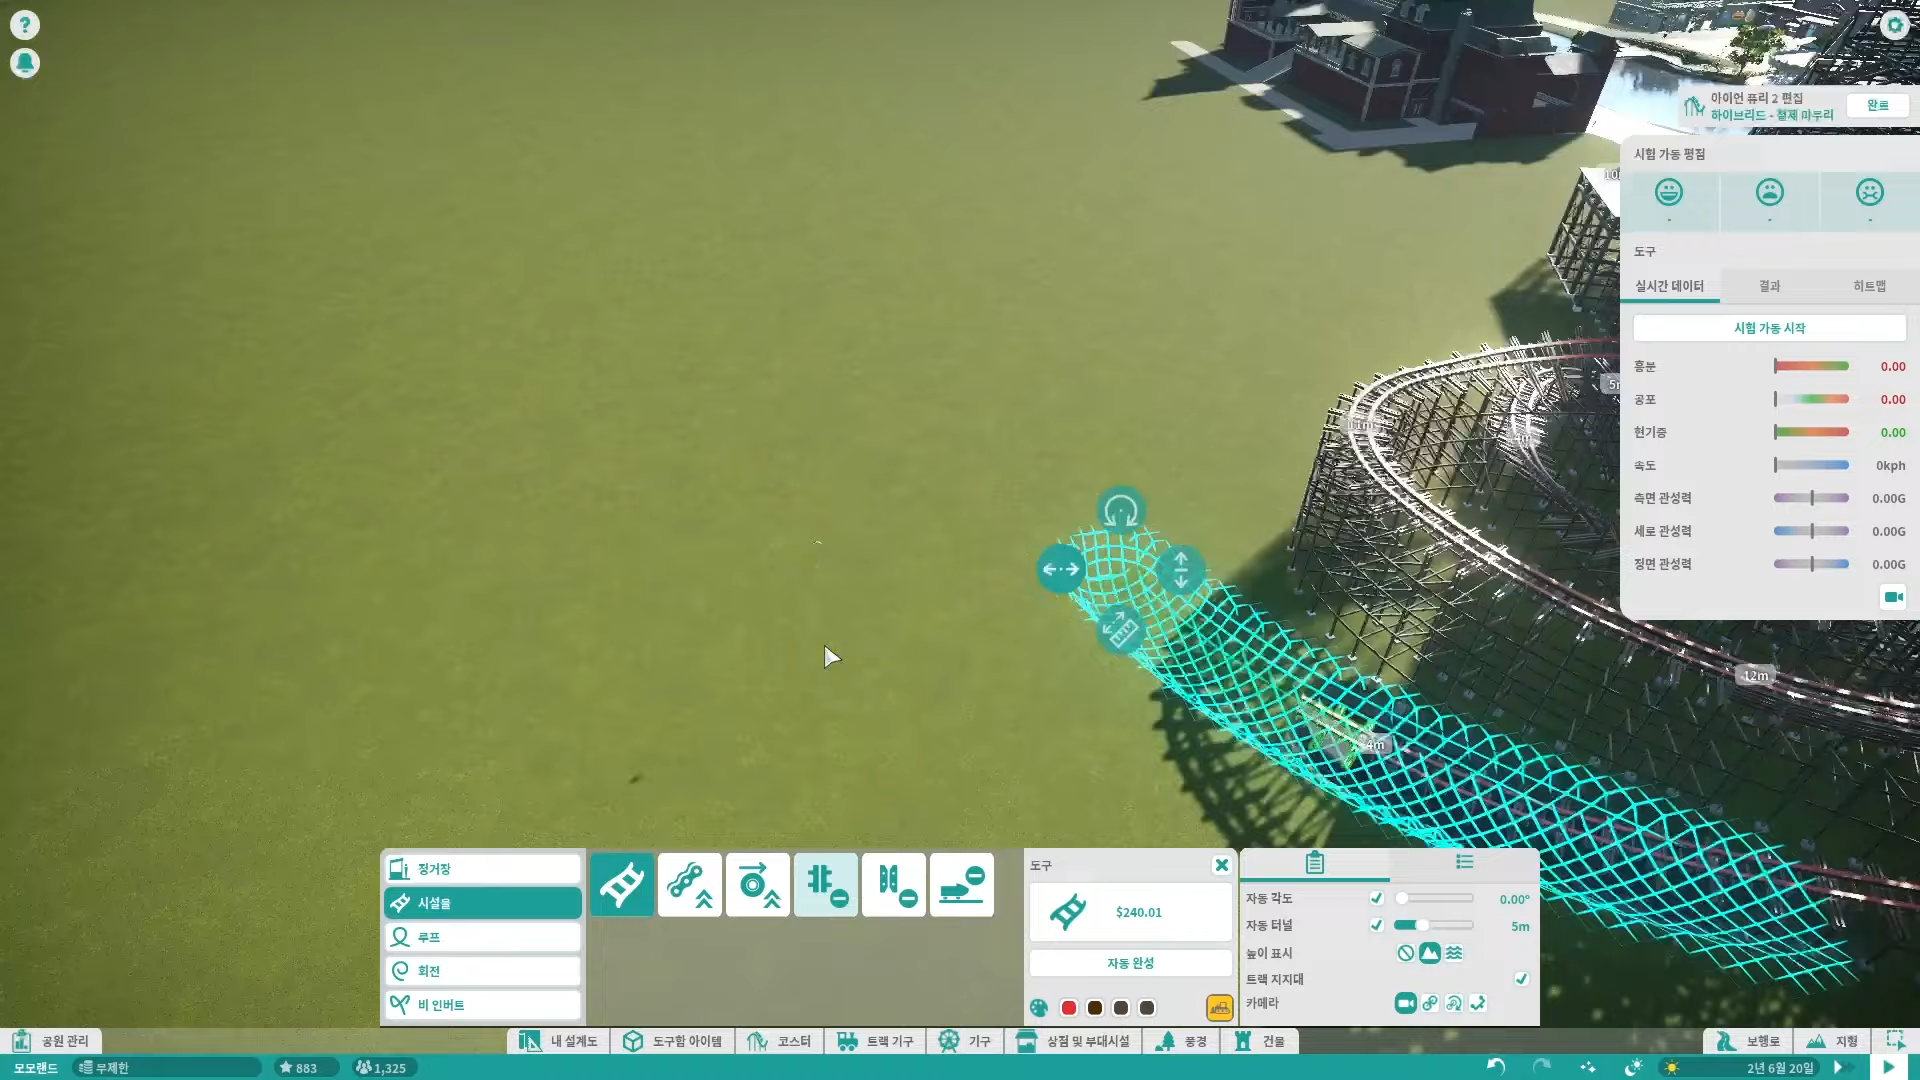 아이언 퓨리 2 편집
하이브리드 - 철제 마무리
완료
시험 가동 평점
-
-
-
도구
실시간 데이터
결과
히트맵
시험 가동 시작
흥분
0.00
공포
0.00
현기증
0.00
속도
0kph
측면 관성력
0.00G
세로 관성력
0.00G
정면 관성력
0.00G
11m
12m
4m
정거장
시설물
루프
회전
비 인버트
도구
$240.01
자동 완성
자동 각도
0.00°
자동 터널
5m
높이 표시
트랙 지지대
카메라
공원 관리
내 설계도
도구함 아이템
코스터
트랙 기구
기구
상점 및 부대시설
풍경
건물
보행로
지형
모모랜드
무제한
883
1,325
2년 6월 20일